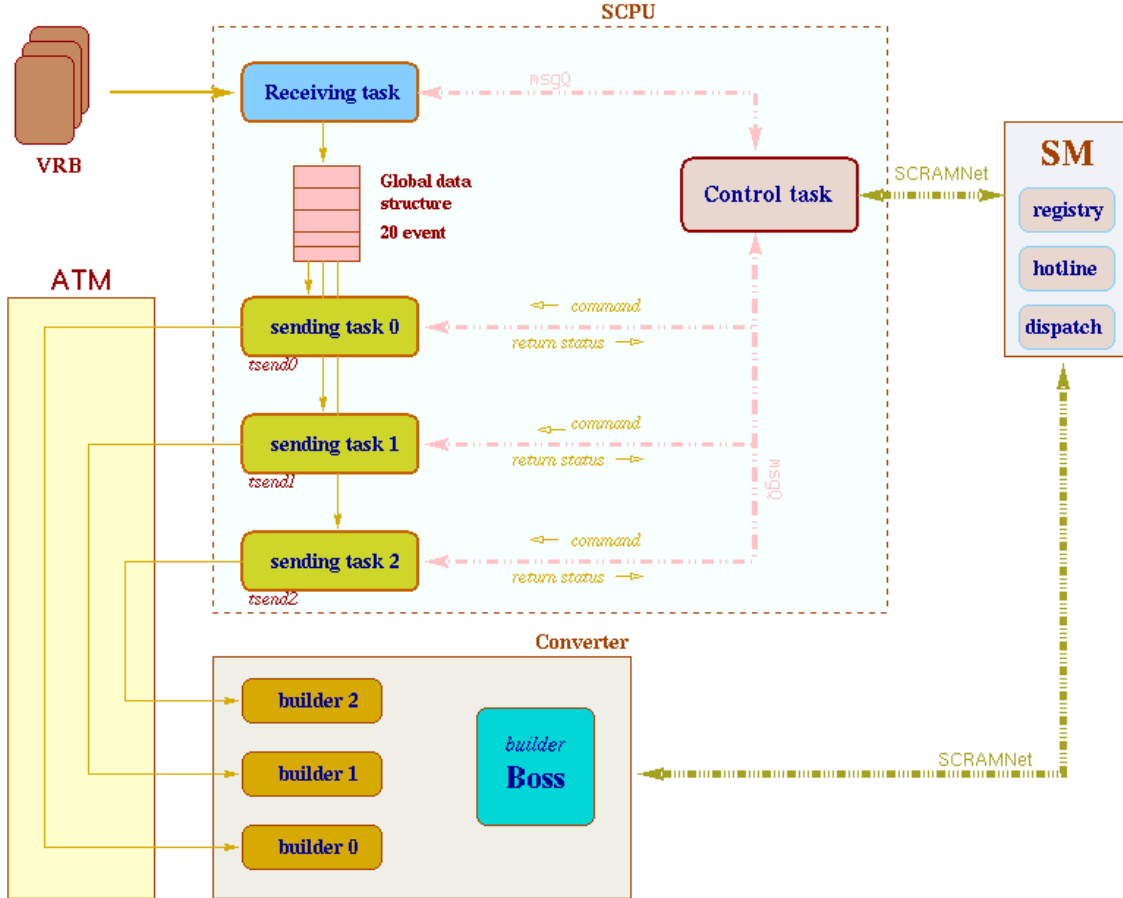 SCPU
VRB
Receiving task
msgQ
Global data
structure
20 event
Control task
SCRAMNet
SM
registry
hotline
dispatch
ATM
sending task 0
tsend0
command
return status
sending task 1
tsend1
command
return status
msgQ
sending task 2
tsend2
command
return status
Converter
builder 2
builder 1
builder 0
builder
Boss
SCRAMNet